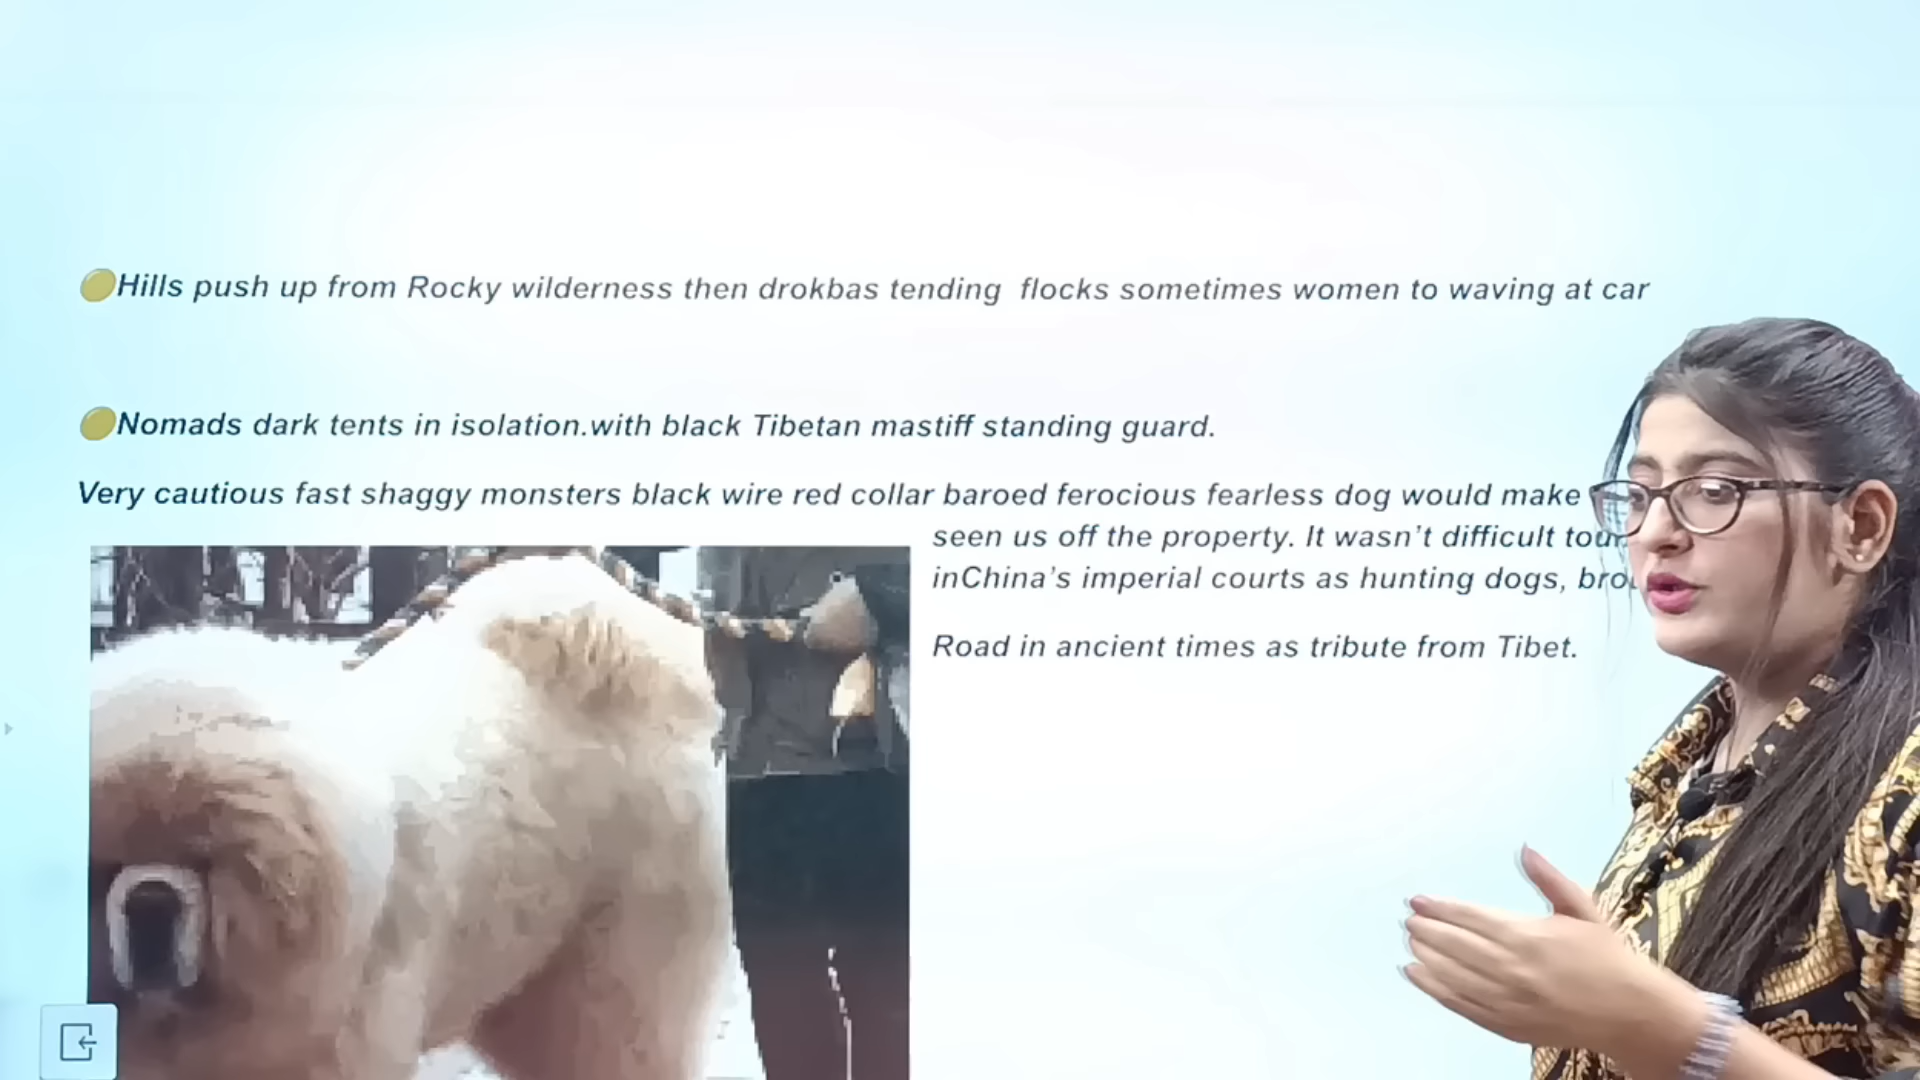 Hills push up from Rocky wilderness then drokbas tending flocks sometimes women to waving at car
Nomads dark tents in isolation.with black Tibetan mastiff standing guard.
Very cautious fast shaggy monsters black wire red collar baroed ferocious fearless dog would make
seen us off the property. It wasn’t difficult
inChina’s imperial courts as hunting dogs,
Road in ancient times as tribute from Tibet.